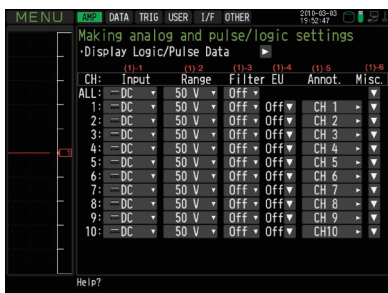 MENU AMP DATA TRIG USER I/F OTHER 2010-03-03 19:52:47
Making analog and pulse/logic settings
・Display Logic/Pulse Data ▶
(1)-1 (1)-2 (1)-3 (1)-4 (1)-5 (1)-6
CH: Input Range Filter EU Annot. Misc.
ALL: DC 50 V Off
1: DC 50 V Off Off CH 1
2: DC 50 V Off Off CH 2
3: DC 50 V Off Off CH 3
4: DC 50 V Off Off CH 4
5: DC 50 V Off Off CH 5
6: DC 50 V Off Off CH 6
7: DC 50 V Off Off CH 7
8: DC 50 V Off Off CH 8
9: DC 50 V Off Off CH 9
10: DC 50 V Off Off CH10
Help?